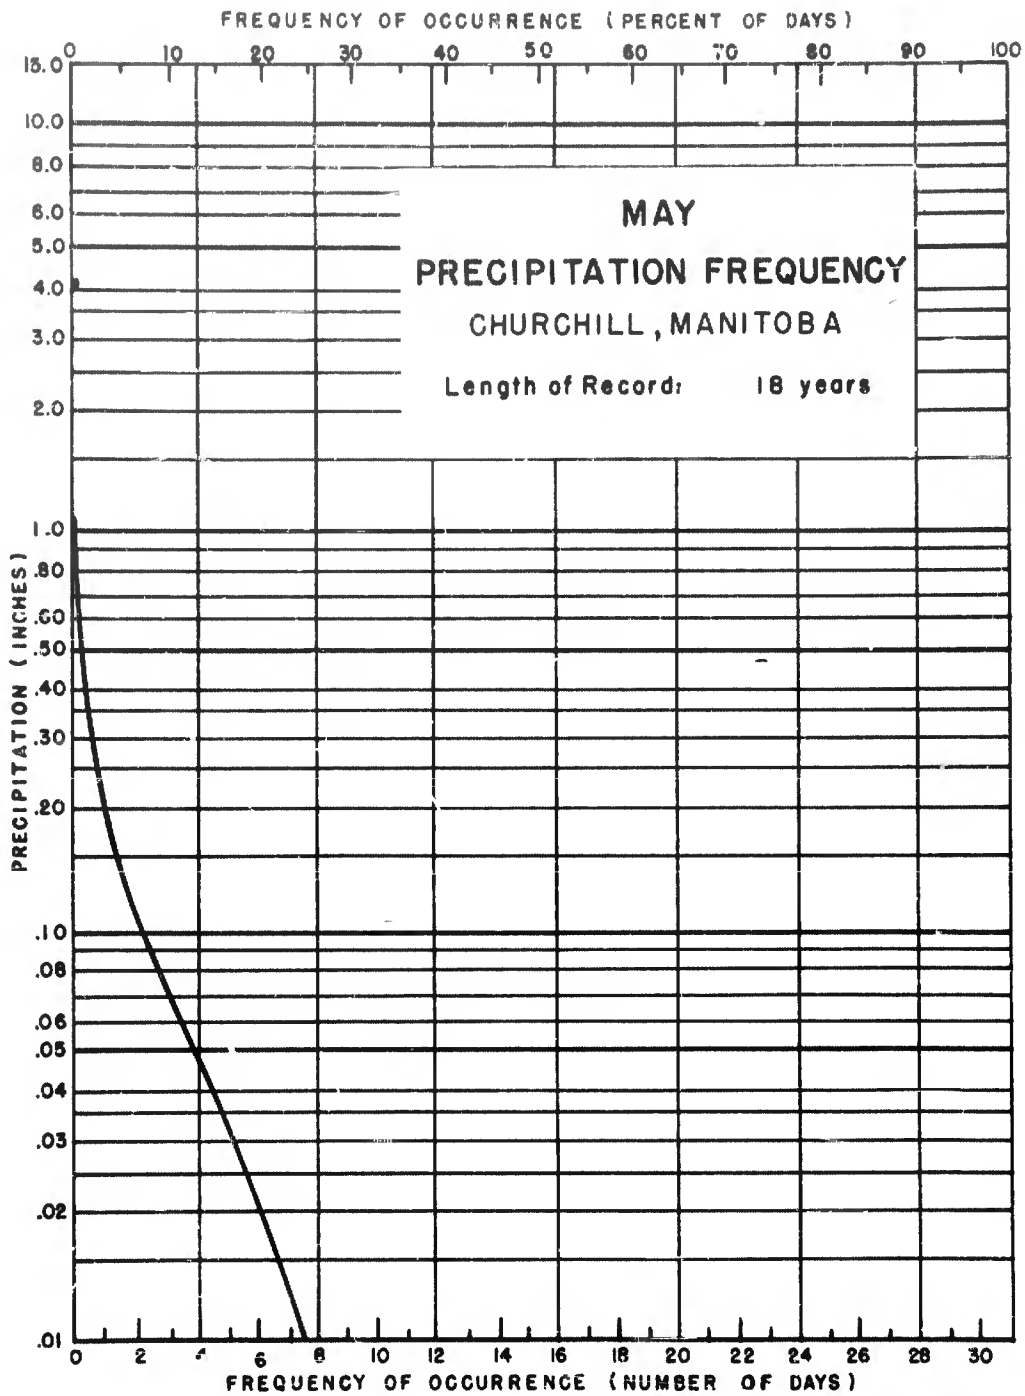 FREQUENCY OF OCCURRENCE (PERCENT OF DAYS)
0 10 20 30 40 50 60 70 80 90 100
15.0
10.0
8.0
6.0
5.0
4.0
3.0
2.0
1.0
.80
.60
.50
.40
.30
.20
.10
.08
.06
.05
.04
.03
.02
.01
MAY
PRECIPITATION FREQUENCY
CHURCHILL, MANITOBA
Length of Record: 18 years
PRECIPITATION (INCHES)
0 2 4 6 8 10 12 14 16 18 20 22 24 26 28 30
FREQUENCY OF OCCURRENCE (NUMBER OF DAYS)